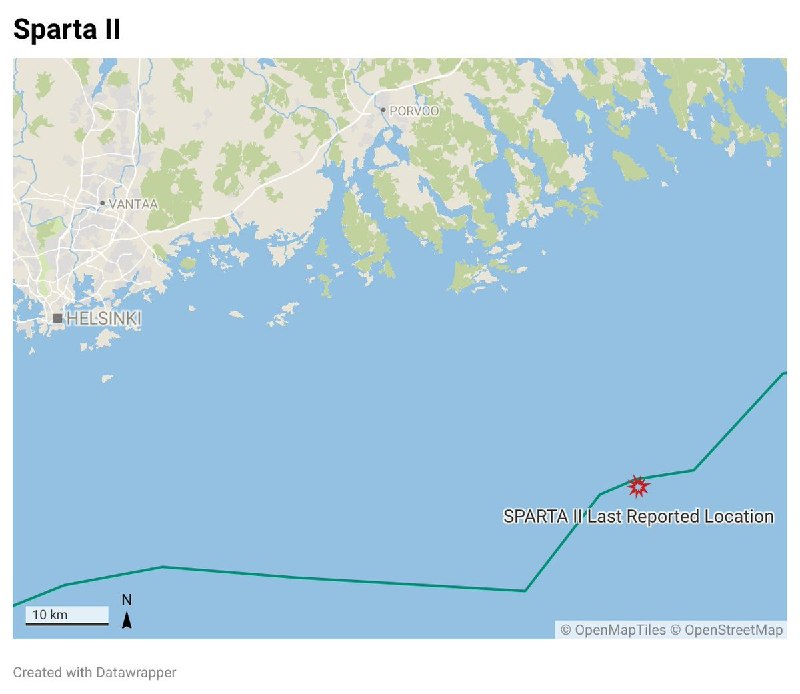 Sparta II
PORVOO
VANTAA
HELSINKI
SPARTA II Last Reported Location
N
10 km
© OpenMapTiles © OpenStreetMap
Created with Datawrapper